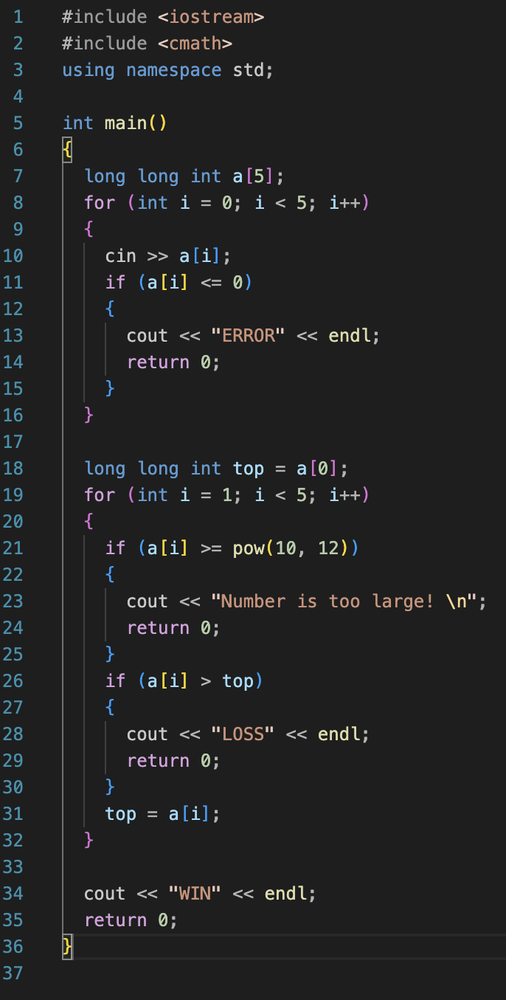 1 #include <iostream>
2 #include <cmath>
3 using namespace std;
4
5 int main()
6 {
7   long long int a[5];
8   for (int i = 0; i < 5; i++)
9   {
10     cin >> a[i];
11     if (a[i] <= 0)
12     {
13       cout << "ERROR" << endl;
14       return 0;
15     }
16   }
17
18   long long int top = a[0];
19   for (int i = 1; i < 5; i++)
20   {
21     if (a[i] >= pow(10, 12))
22     {
23       cout << "Number is too large! \n";
24       return 0;
25     }
26     if (a[i] > top)
27     {
28       cout << "LOSS" << endl;
29       return 0;
30     }
31     top = a[i];
32   }
33
34   cout << "WIN" << endl;
35   return 0;
36 }
37